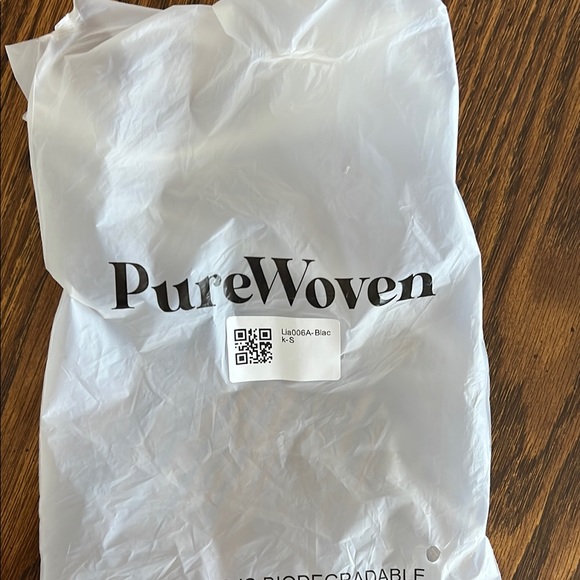 PureWoven
Lia006A-Blac
k-S
BIODEGRADABLE